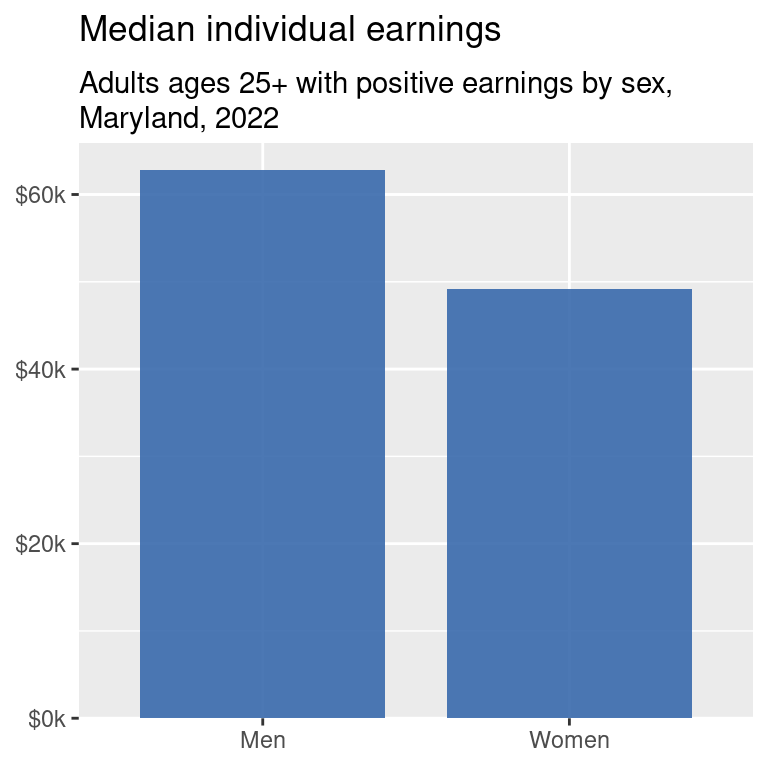 Median individual earnings
Adults ages 25+ with positive earnings by sex,
Maryland, 2022
$60k
$40k
$20k
$0k
Men
Women